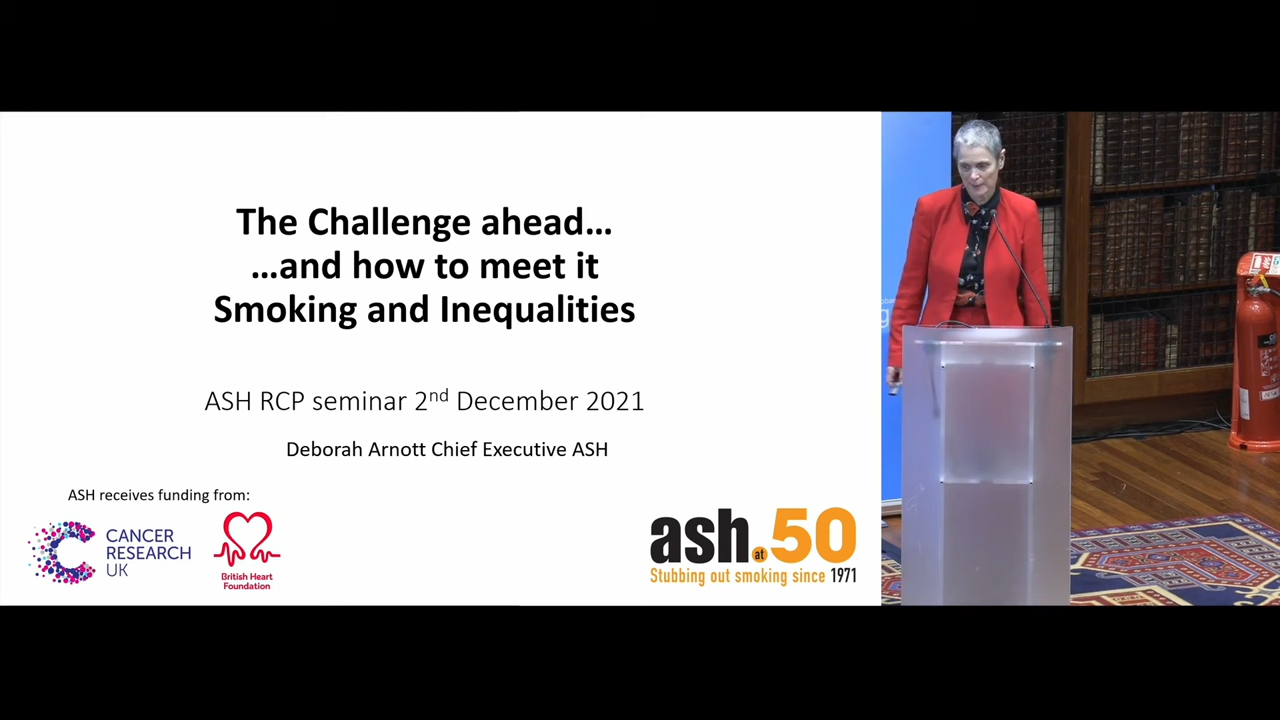 The Challenge ahead…
…and how to meet it
Smoking and Inequalities
ASH RCP seminar 2nd December 2021
Deborah Arnott Chief Executive ASH
ASH receives funding from:
CANCER
RESEARCH
UK
British Heart
Foundation
ash.at 50
Stubbing out smoking since 1971